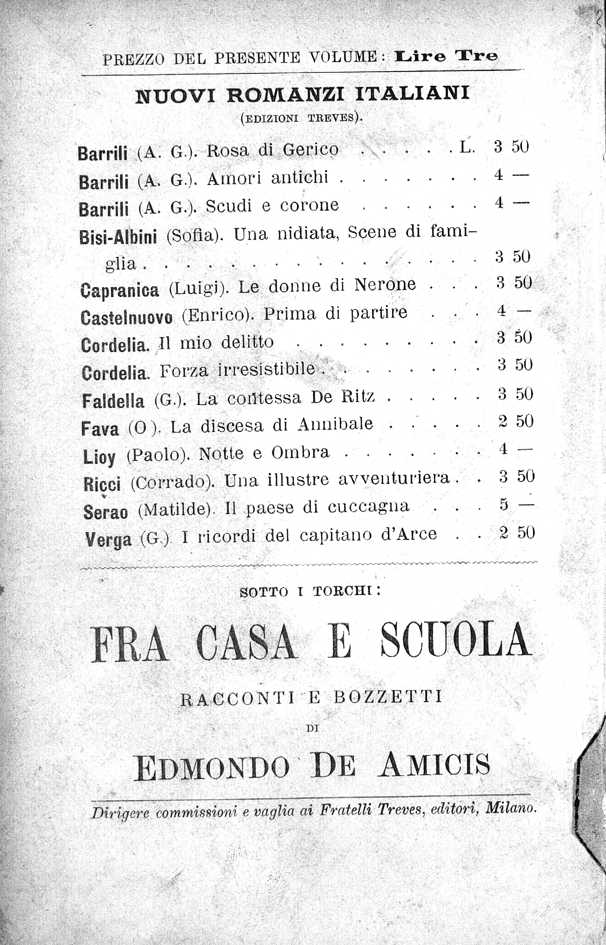 PREZZO DEL PRESENTE VOLUME: Lire Tre
NUOVI ROMANZI ITALIANI
(EDIZIONI TREVES).
Barrili (A. G.). Rosa di Gerico . . . . . L. 3 50
Barrili (A. G.). Amori antichi . . . . . . . 4 —
Barrili (A. G.). Scudi e corone . . . . . . 4 —
Bisi-Albini (Sofia). Una nidiata, Scene di fami-
glia . . . . . . . . . . . . . . . . 3 50
Capranica (Luigi). Le donne di Nerone . . . 3 50
Castelnuovo (Enrico). Prima di partire . . . 4 —
Cordelia. Il mio delitto . . . . . . . . . 3 50
Cordelia. Forza irresistibile . . . . . . . . 3 50
Faldella (G.). La contessa De Ritz . . . . . 3 50
Fava (O). La discesa di Annibale . . . . . 2 50
Lioy (Paolo). Notte e Ombra . . . . . . . 4 —
Ricci (Corrado). Una illustre avventuriera . . 3 50
Serao (Matilde). Il paese di cuccagna . . . 5 —
Verga (G.) I ricordi del capitano d'Arce . . 2 50
SOTTO I TORCHI:
FRA CASA E SCUOLA
RACCONTI E BOZZETTI
DI
EDMONDO DE AMICIS
Dirigere commissioni e vaglia ai Fratelli Treves, editori, Milano.